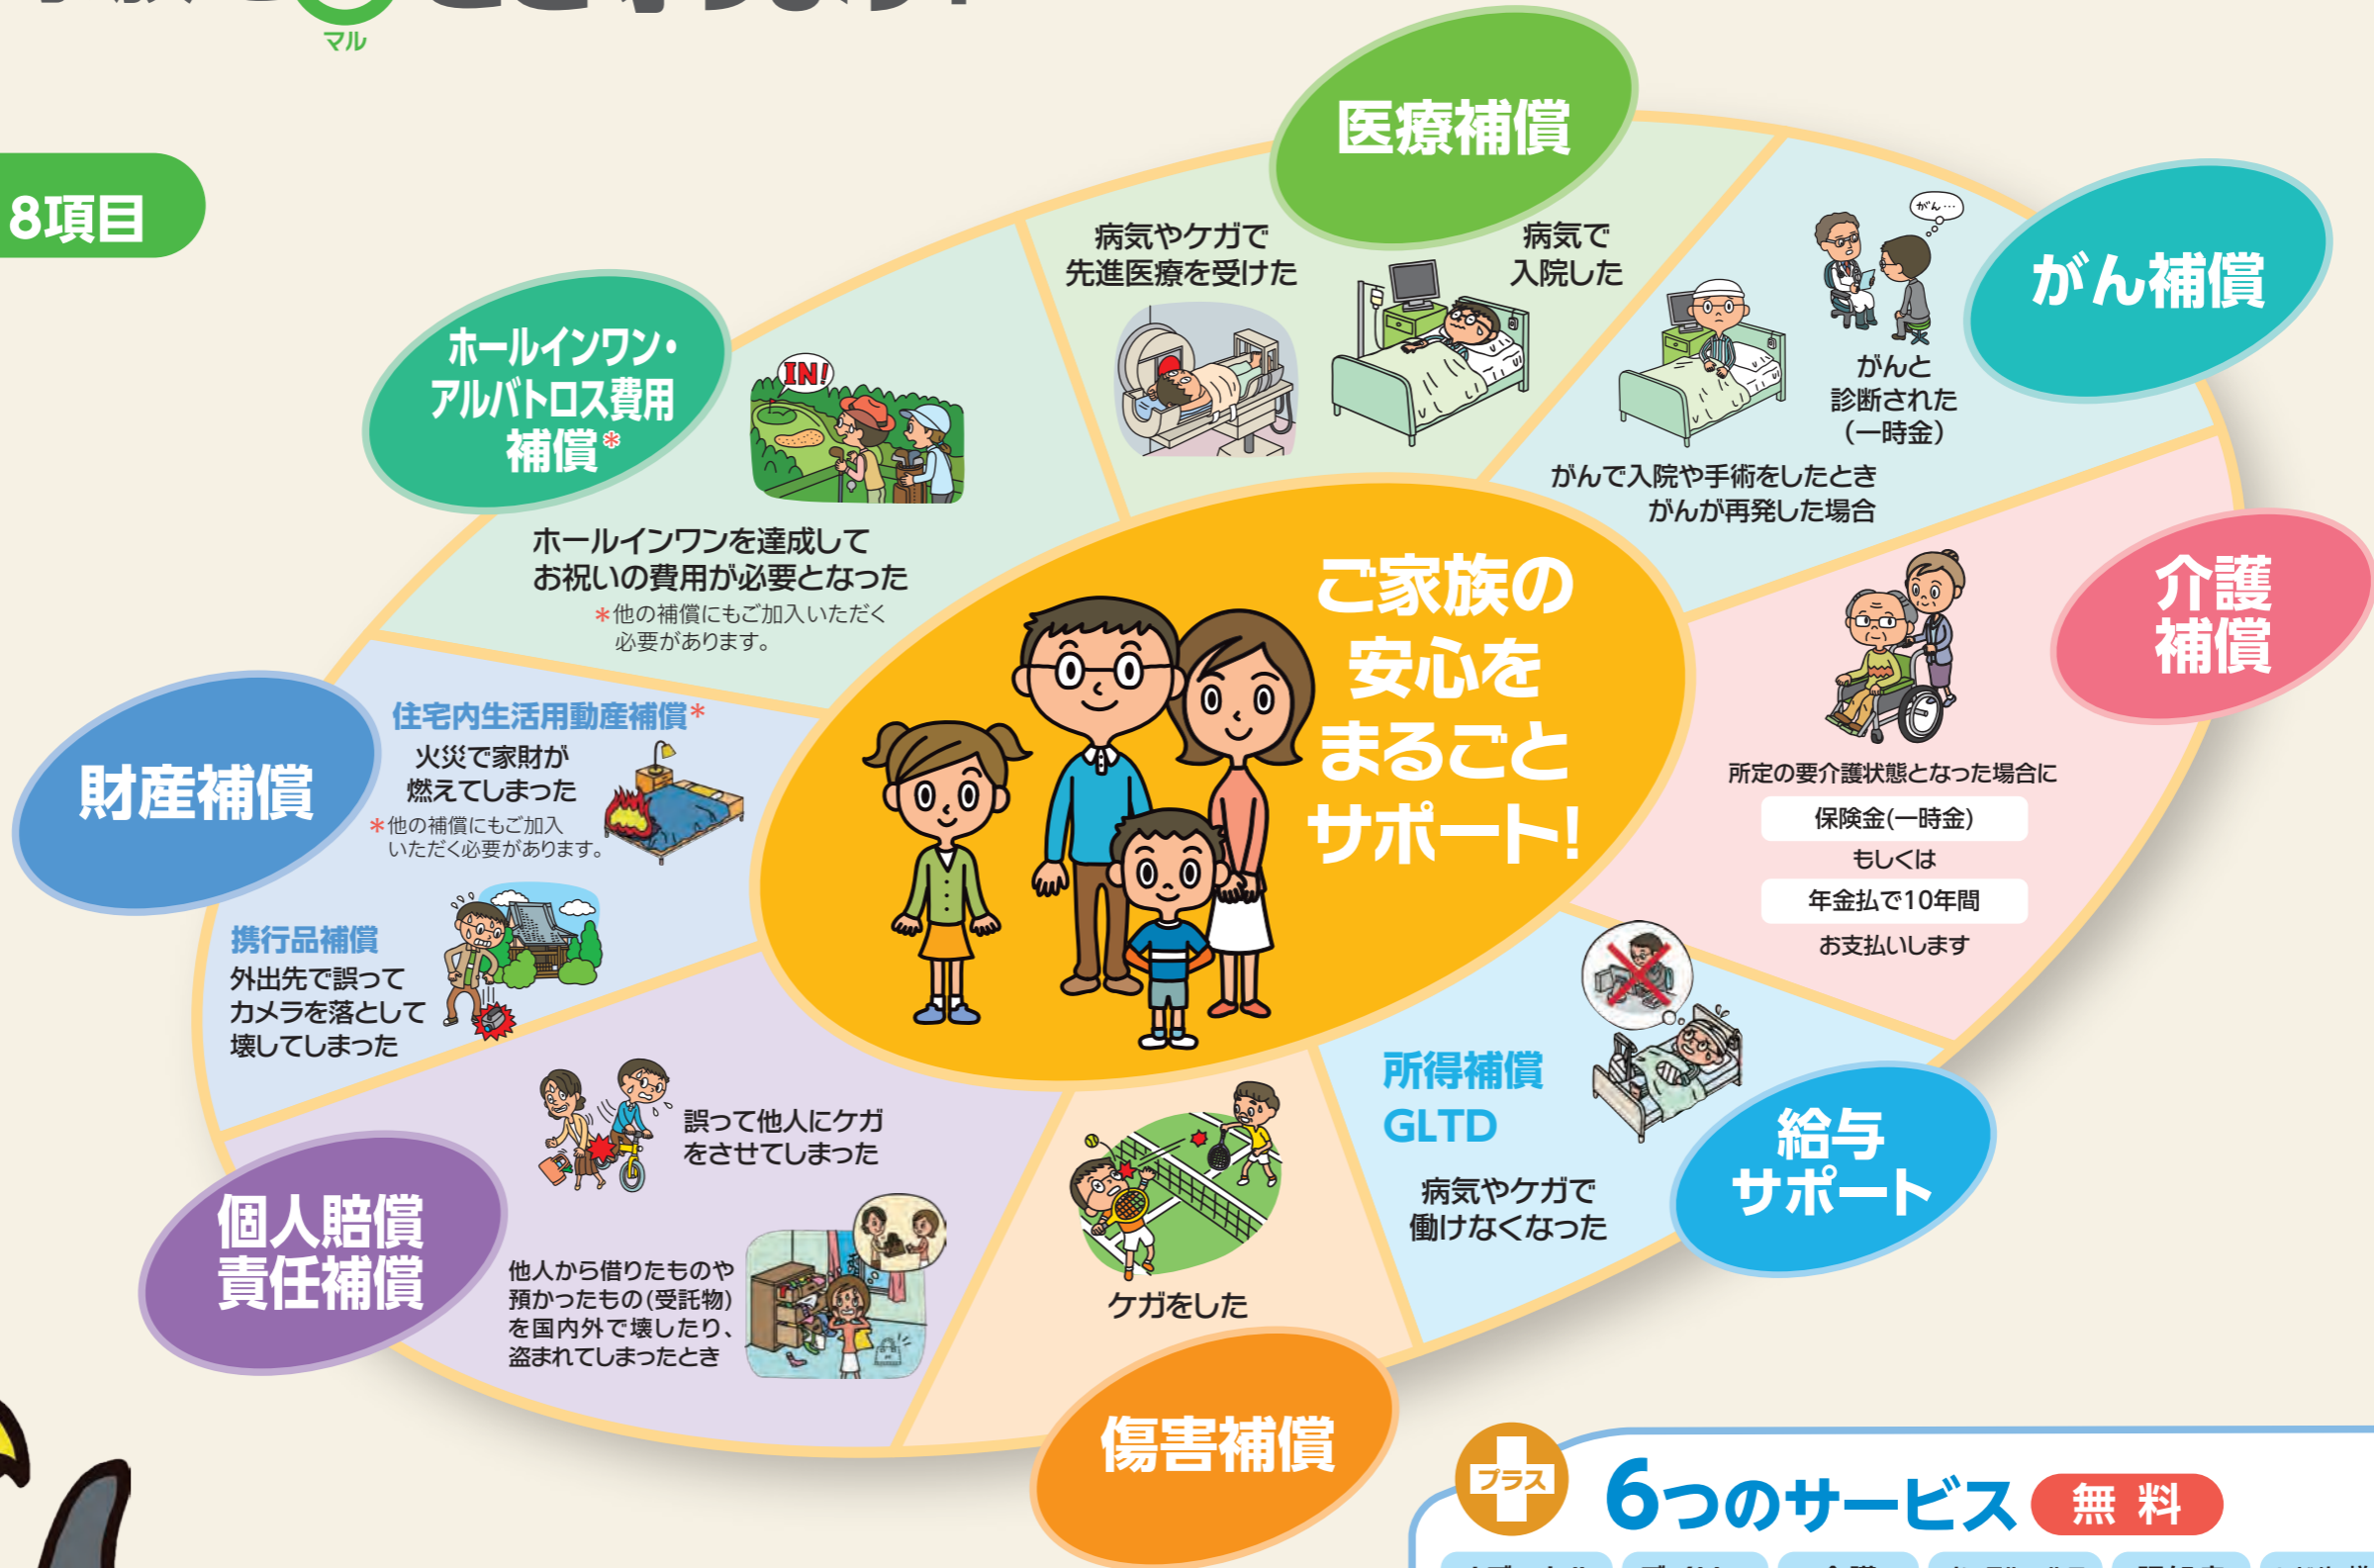 マル
8項目
医療補償
病気やケガで
先進医療を受けた
病気で
入院した
がん補償
がん…
がんと
診断された
(一時金)
がんで入院や手術をしたとき
がんが再発した場合
介護
補償
所定の要介護状態となった場合に
保険金(一時金)
もしくは
年金払で10年間
お支払いします
給与
サポート
所得補償
GLTD
病気やケガで
働けなくなった
傷害補償
ケガをした
個人賠償
責任補償
誤って他人にケガ
をさせてしまった
他人から借りたものや
預かったもの(受託物)
を国内外で壊したり、
盗まれてしまったとき
財産補償
住宅内生活用動産補償*
火災で家財が
燃えてしまった
*他の補償にもご加入
いただく必要があります。
携行品補償
外出先で誤って
カメラを落として
壊してしまった
ホールインワン・
アルバトロス費用
補償*
IN!
ホールインワンを達成して
お祝いの費用が必要となった
*他の補償にもご加入いただく
必要があります。
ご家族の
安心を
まるごと
サポート!
プラス
6つのサービス
無料